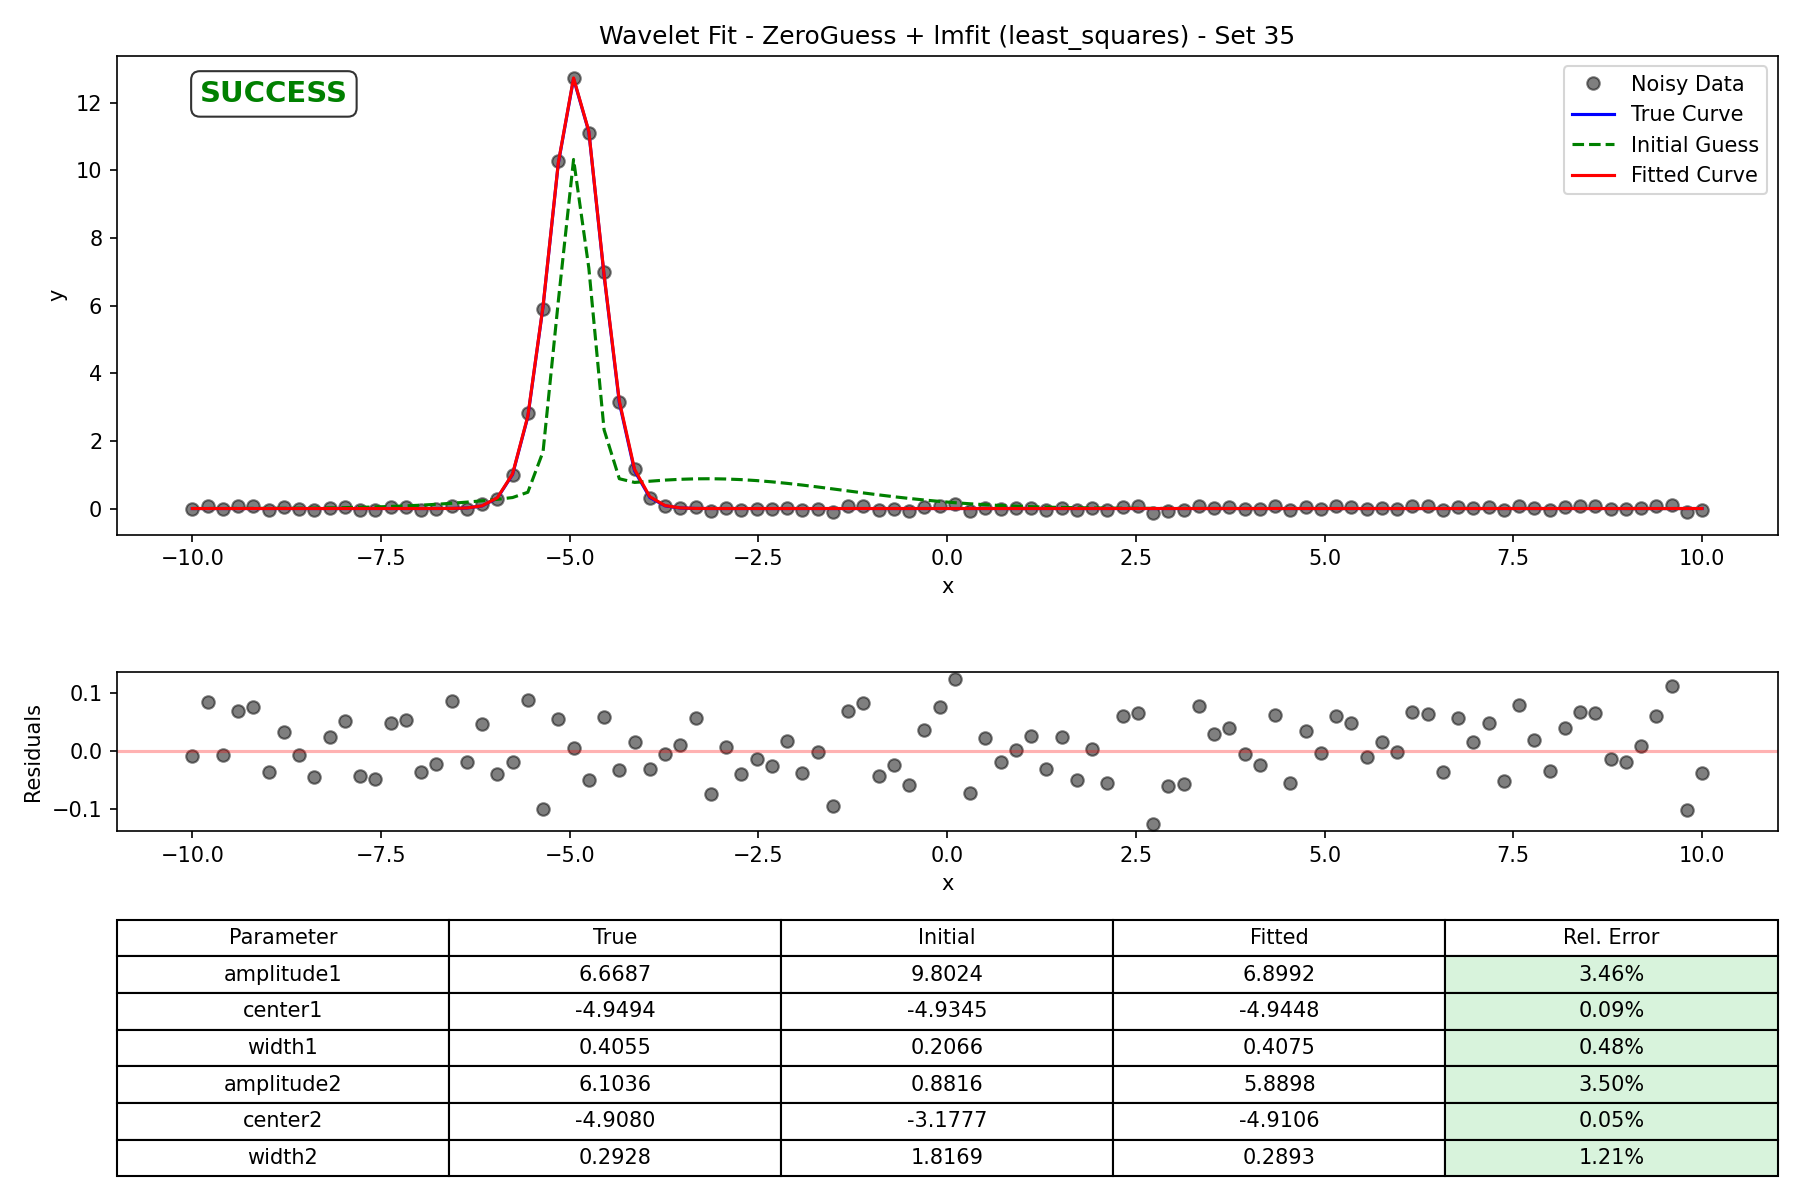 Wavelet Fit - ZeroGuess + lmfit (least_squares) - Set 35
SUCCESS
Noisy Data
True Curve
Initial Guess
Fitted Curve
y
12
10
8
6
4
2
0
−10.0 −7.5 −5.0 −2.5 0.0 2.5 5.0 7.5 10.0
x
Residuals
0.1
0.0
−0.1
−10.0 −7.5 −5.0 −2.5 0.0 2.5 5.0 7.5 10.0
x
Parameter True Initial Fitted Rel. Error
amplitude1 6.6687 9.8024 6.8992 3.46%
center1 -4.9494 -4.9345 -4.9448 0.09%
width1 0.4055 0.2066 0.4075 0.48%
amplitude2 6.1036 0.8816 5.8898 3.50%
center2 -4.9080 -3.1777 -4.9106 0.05%
width2 0.2928 1.8169 0.2893 1.21%